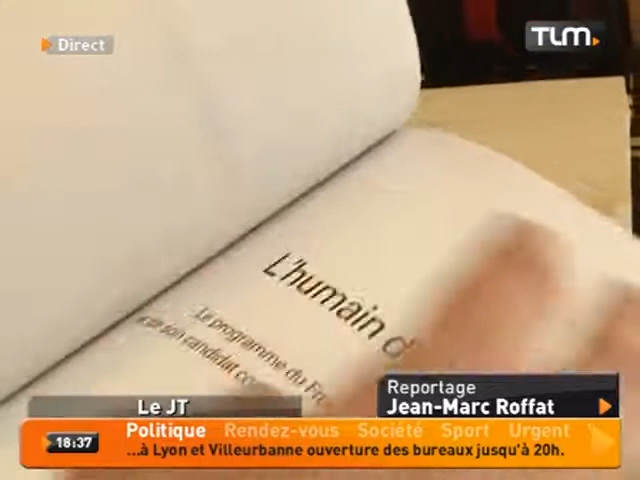 Direct
TLM
L'humain d
Le programme du Fr
son candidat
Reportage
Le JT
Jean-Marc Roffat
Politique Rendez-vous Société Sport Urgent
18:37
...à Lyon et Villeurbanne ouverture des bureaux jusqu'à 20h.